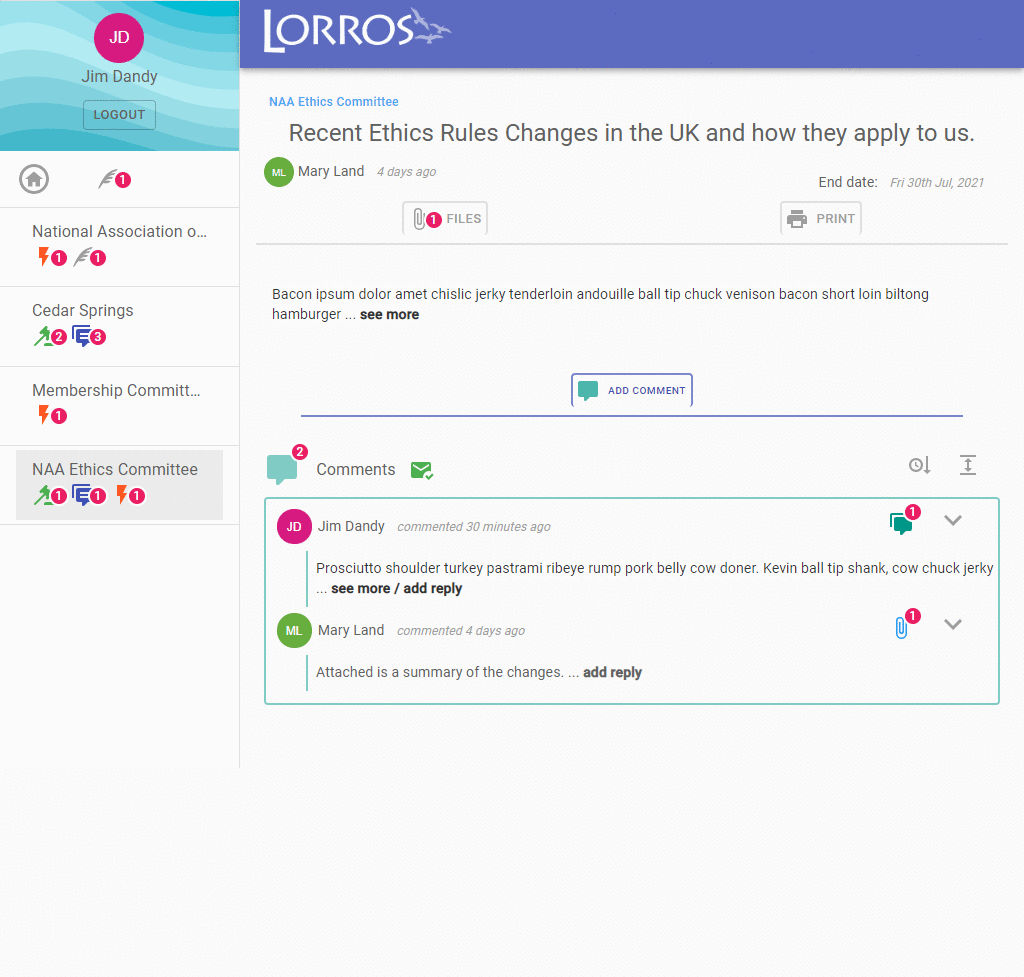 JD
Jim Dandy
LOGOUT
1
National Association o...
1 1
Cedar Springs
2 3
Membership Committ...
1
NAA Ethics Committee
1 1 1
LORROS
NAA Ethics Committee
Recent Ethics Rules Changes in the UK and how they apply to us.
ML Mary Land 4 days ago
End date: Fri 30th Jul, 2021
1 FILES
PRINT
Bacon ipsum dolor amet chislic jerky tenderloin andouille ball tip chuck venison bacon short loin biltong
hamburger ... see more
ADD COMMENT
2
Comments
JD Jim Dandy commented 30 minutes ago 1
Prosciutto shoulder turkey pastrami ribeye rump pork belly cow doner. Kevin ball tip shank, cow chuck jerky
... see more / add reply
ML Mary Land commented 4 days ago 1
Attached is a summary of the changes. ... add reply